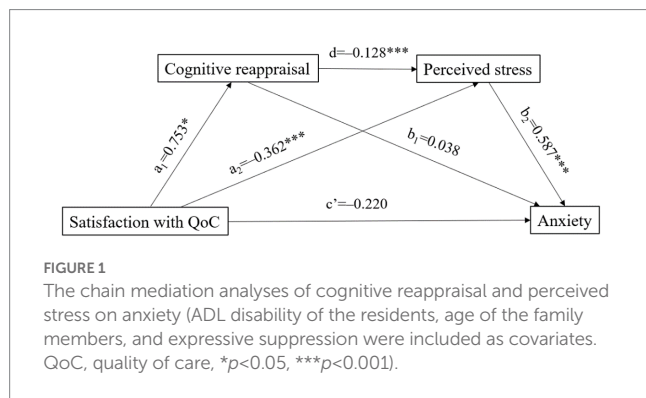 d=−0.128***
Cognitive reappraisal
Perceived stress
a₁=0.753*
a₂=−0.362***
b₁=0.038
b₂=0.587***
c’=−0.220
Satisfaction with QoC
Anxiety
FIGURE 1
The chain mediation analyses of cognitive reappraisal and perceived
stress on anxiety (ADL disability of the residents, age of the family
members, and expressive suppression were included as covariates.
QoC, quality of care, *p<0.05, ***p<0.001).